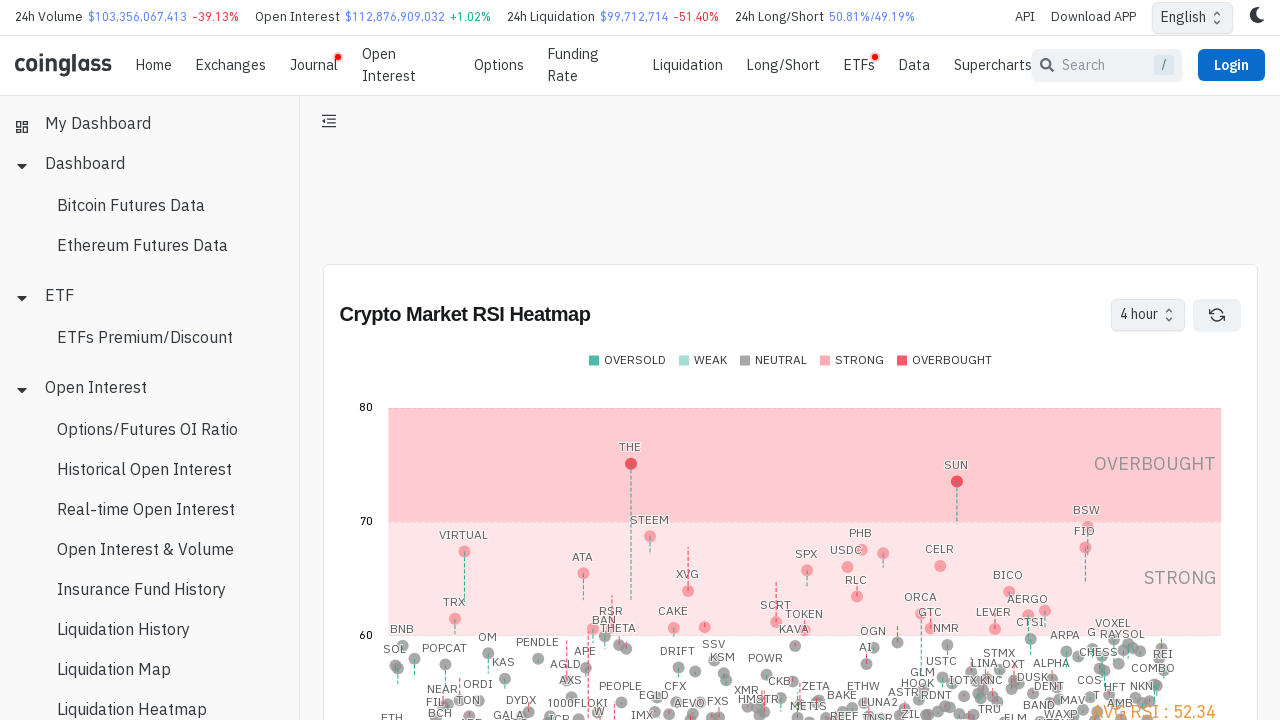 24h Volume $103,356,067,413 -39.13% Open Interest $112,876,909,032 +1.02% 24h Liquidation $99,712,714 -51.40% 24h Long/Short 50.81%/49.19% API Download APP English
coinglass Home Exchanges Journal Open Interest Options Funding Rate Liquidation Long/Short ETFs Data Supercharts Search / Login
My Dashboard
Dashboard
Bitcoin Futures Data
Ethereum Futures Data
ETF
ETFs Premium/Discount
Open Interest
Options/Futures OI Ratio
Historical Open Interest
Real-time Open Interest
Open Interest & Volume
Insurance Fund History
Liquidation History
Liquidation Map
Liquidation Heatmap
Crypto Market RSI Heatmap 4 hour
OVERSOLD WEAK NEUTRAL STRONG OVERBOUGHT
80
THE
SUN OVERBOUGHT
BSW
70 STEEM
VIRTUAL PHB FIO
ATA SPX USDC CELR
XVG RLC BICO STRONG
TRX RSR CAKE SCRT TOKEN ORCA GTC LEVER AERGO
BAN THETA CTSI VOXEL
60 BNB KAVA OGN NMR ARPA G RAYSOL
OM PENDLE SSV
SOL POPCAT APE DRIFT KSM POWR AI USTC STMX CHESS REI
KAS AGLD LINA OXT ALPHA COMBO
ORDI AXS PEOPLE CFX CKB ZETA ETHW GLM HOOK IOTX KNC DUSK COS
NEAR EGLD XMR BAKE ASTR RDNT DENT HFT NKN
FIL TON DYDX 1000FLOKI AEVO FXS HMSTR METIS LUNA2 TRU BAND MAV AMB
BCH GALA W IMX REEF ZIL WAXP AVG RSI : 52.34
ETH